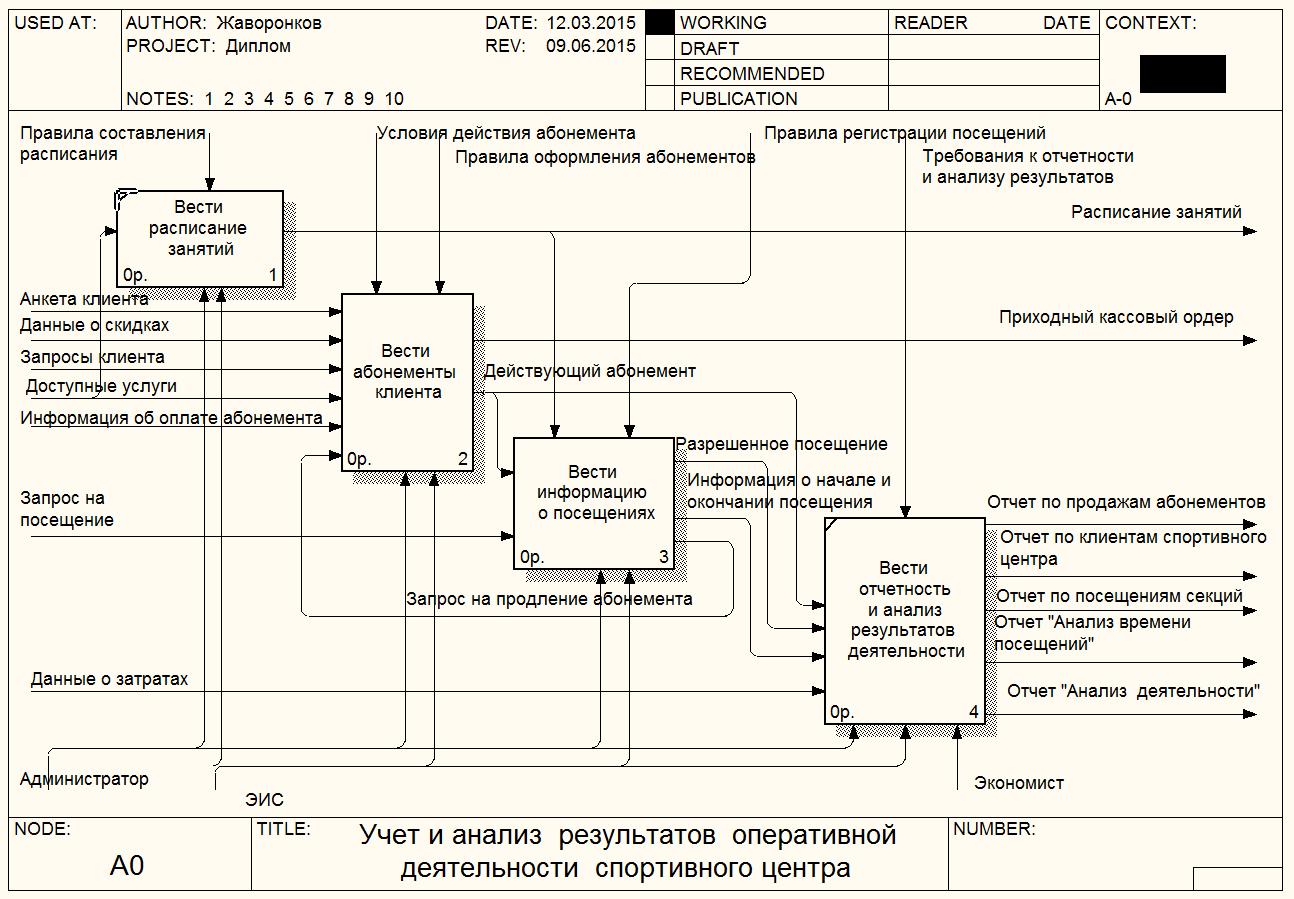 USED AT:
AUTHOR: Жаворонков
DATE: 12.03.2015
PROJECT: Диплом
REV: 09.06.2015
NOTES: 1 2 3 4 5 6 7 8 9 10
WORKING
DRAFT
RECOMMENDED
PUBLICATION
READER DATE
CONTEXT:
A-0
Правила составления
расписания
Условия действия абонемента
Правила оформления абонементов
Правила регистрации посещений
Требования к отчетности
и анализу результатов
Вести
расписание
занятий
0р. 1
Расписание занятий
Анкета клиента
Данные о скидках
Запросы клиента
Доступные услуги
Информация об оплате абонемента
Вести
абонементы
клиента
0р. 2
Приходный кассовый ордер
Действующий абонемент
Запрос на
посещение
Вести
информацию
о посещениях
0р. 3
Разрешенное посещение
Информация о начале и
окончании посещения
Запрос на продление абонемента
Данные о затратах
Вести
отчетность
и анализ
результатов
деятельности
0р. 4
Отчет по продажам абонементов
Отчет по клиентам спортивного
центра
Отчет по посещениям секций
Отчет "Анализ времени
посещений"
Отчет "Анализ деятельности"
Администратор
ЭИС
Экономист
NODE:
A0
TITLE:
Учет и анализ результатов оперативной
деятельности спортивного центра
NUMBER: